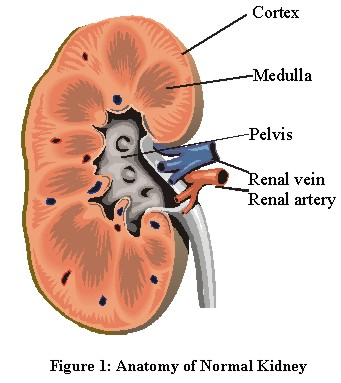 Cortex
Medulla
Pelvis
Renal vein
Renal artery
Figure 1: Anatomy of Normal Kidney